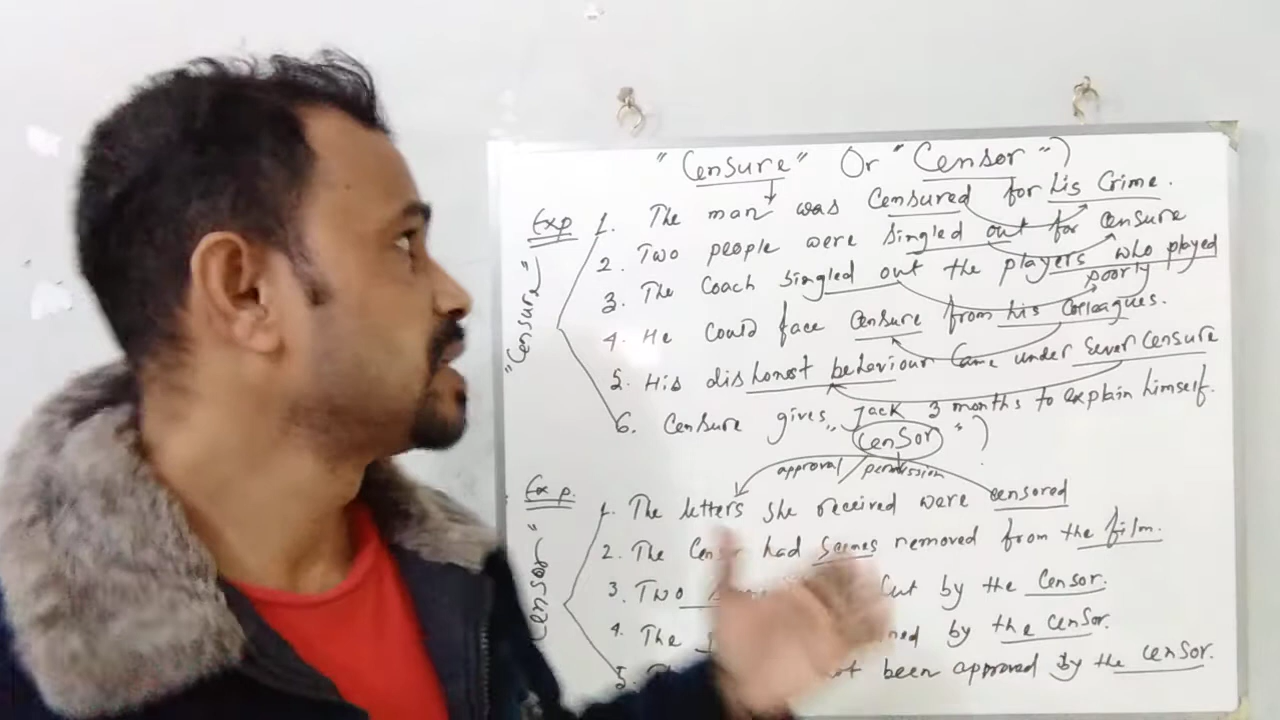 "Censure" Or "Censor")
Exp 1. The man was Censured for his Crime.
2. Two people were Singled out for censure
3. The Coach Singled out the players who played poorly
4. He could face Censure from his Colleagues.
5. His dishonest behaviour Came under Sever Censure
6. Censure gives, Jack 3 months to explain himself.
"Censure"
"Censor")
approval/permission
Exp. 1. The letters she received were censored
2. The had Scenes removed from the film.
3. Two Cut by the Censor.
4. The by the Censor.
5. been approved by the Censor.
"Censor"